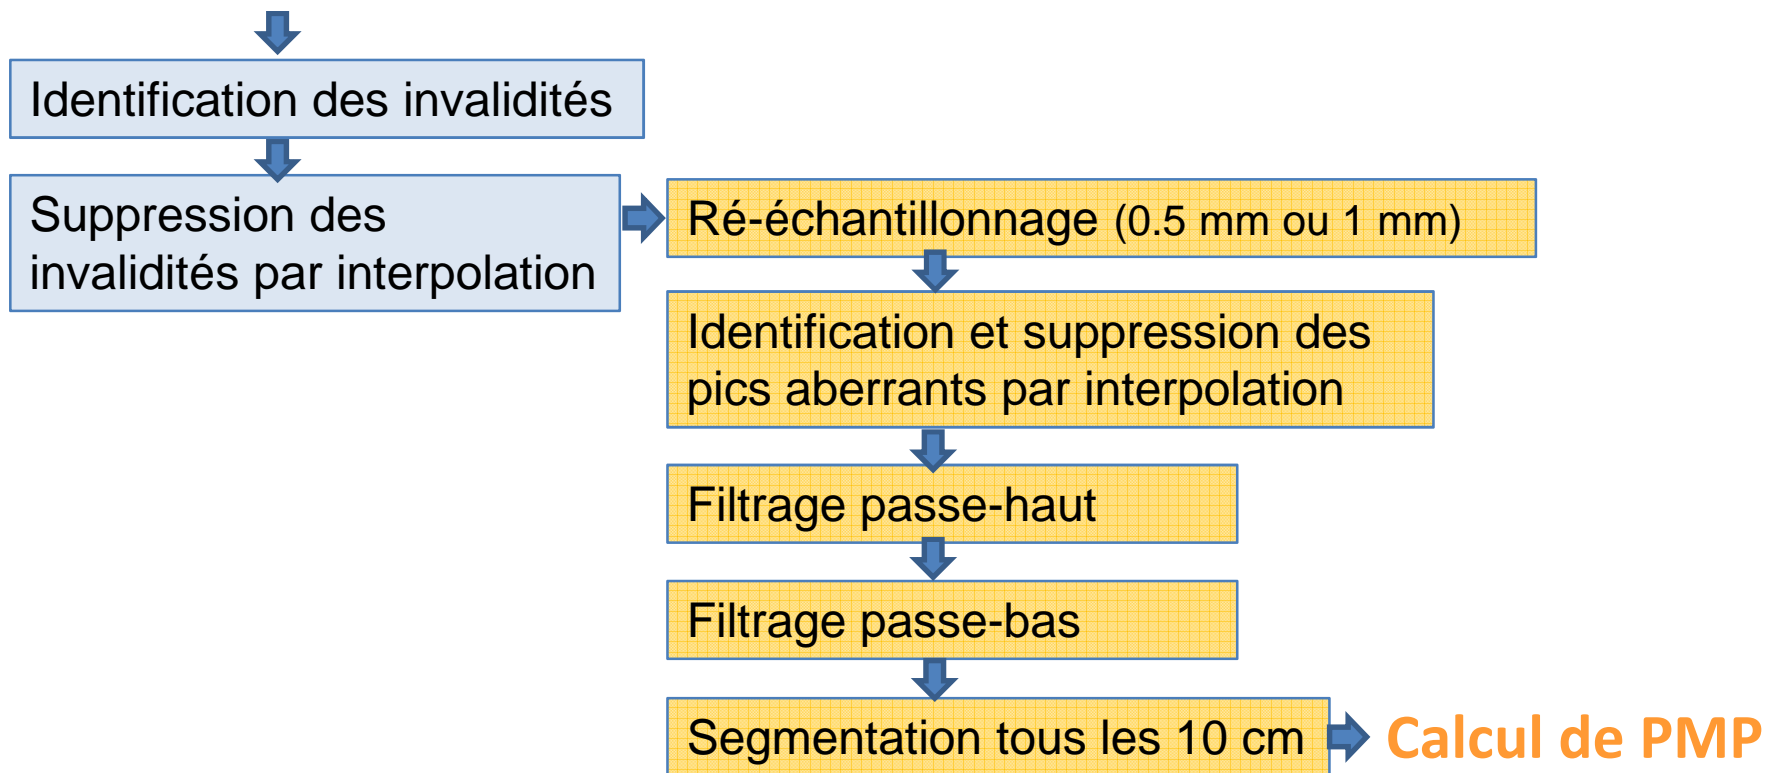 Identification des invalidités
Suppression des
invalidités par interpolation
Ré-échantillonnage (0.5 mm ou 1 mm)
Identification et suppression des
pics aberrants par interpolation
Filtrage passe-haut
Filtrage passe-bas
Segmentation tous les 10 cm
Calcul de PMP